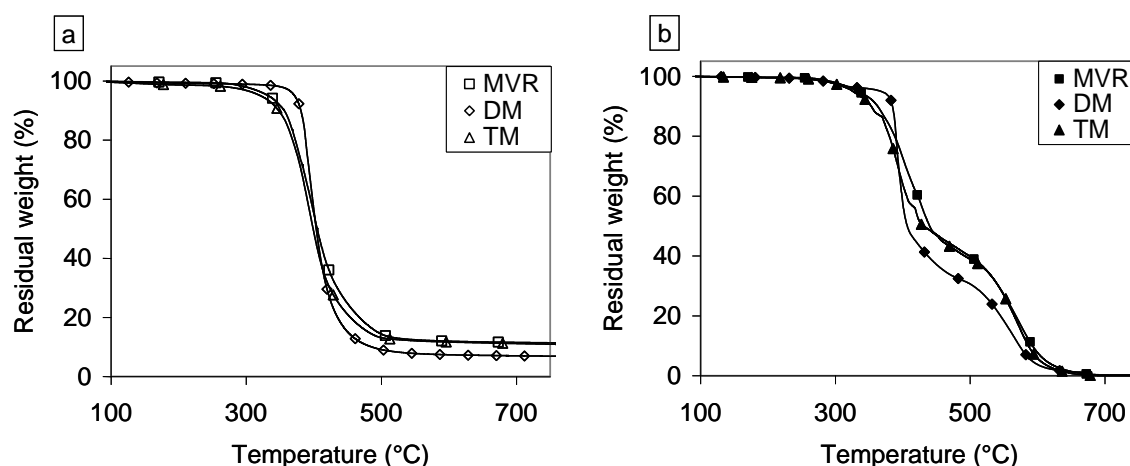 a
100
80
60
40
20
0
Residual weight (%)
MVR
DM
TM
100 300 500 700
Temperature (°C)
b
100
80
60
40
20
0
Residual weight (%)
MVR
DM
TM
100 300 500 700
Temperature (°C)